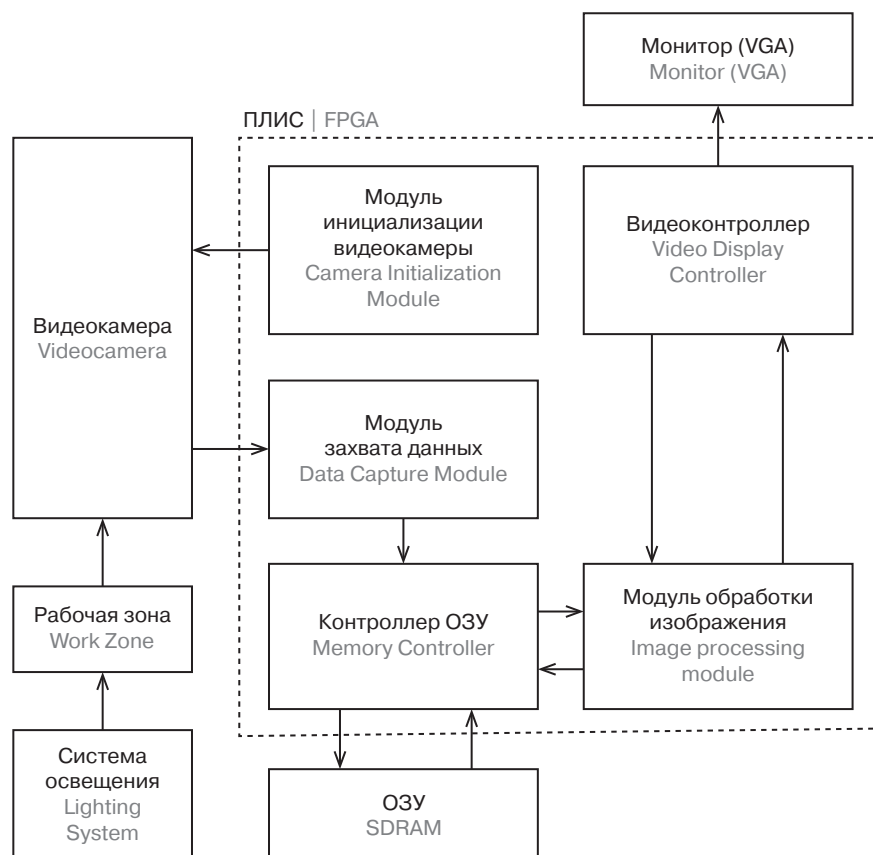 Монитор (VGA)
Monitor (VGA)
ПЛИС | FPGA
Модуль
инициализации
видеокамеры
Camera Initialization
Module
Видеоконтроллер
Video Display
Controller
Видеокамера
Videocamera
Модуль
захвата данных
Data Capture Module
Рабочая зона
Work Zone
Контроллер ОЗУ
Memory Controller
Модуль обработки
изображения
Image processing
module
Система
освещения
Lighting
System
ОЗУ
SDRAM